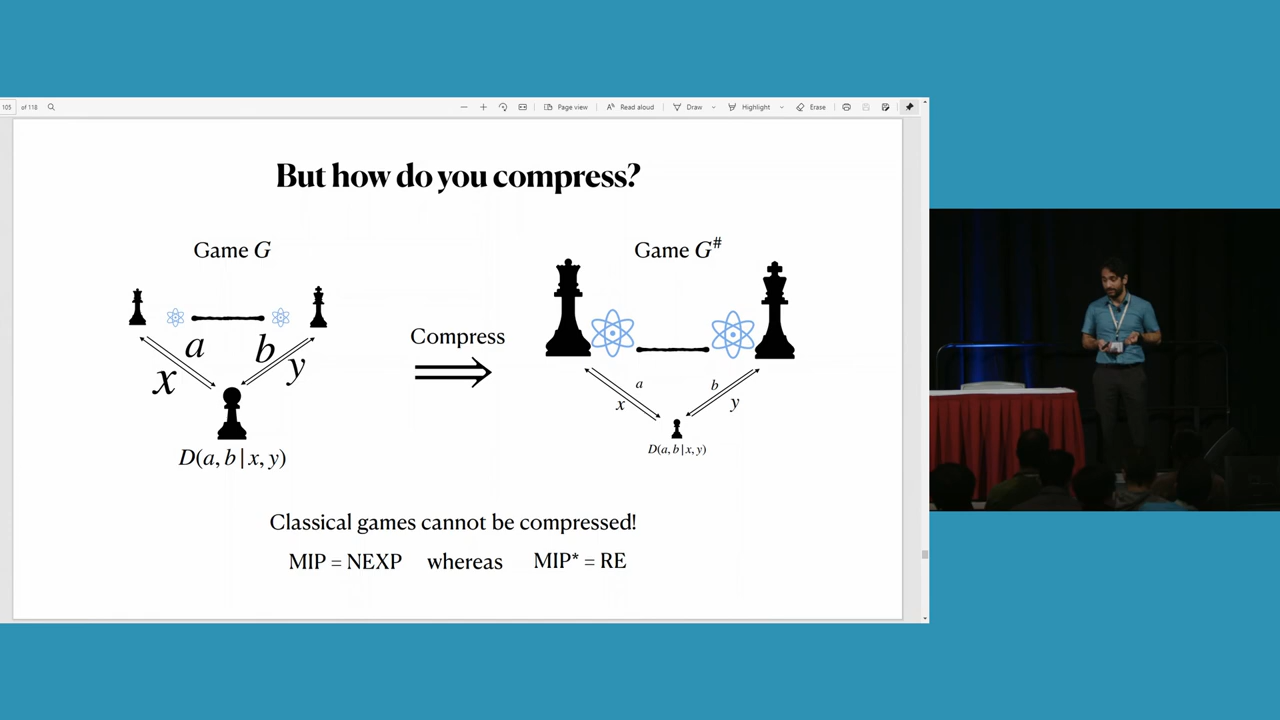 105 of 118
Page view
Read aloud
Draw
Highlight
Erase
But how do you compress?
Game G
Game G#
Compress
a b
x y
D(a, b | x, y)
a b
x y
D(a, b | x, y)
Classical games cannot be compressed!
MIP = NEXP whereas MIP* = RE